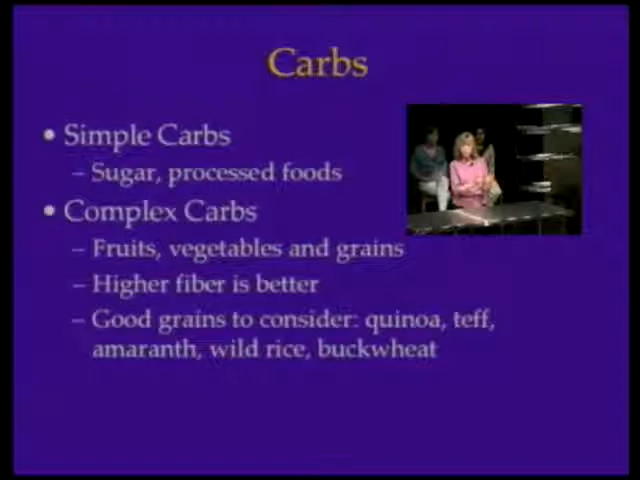 Carbs
• Simple Carbs
– Sugar, processed foods
• Complex Carbs
– Fruits, vegetables and grains
– Higher fiber is better
– Good grains to consider: quinoa, teff,
amaranth, wild rice, buckwheat